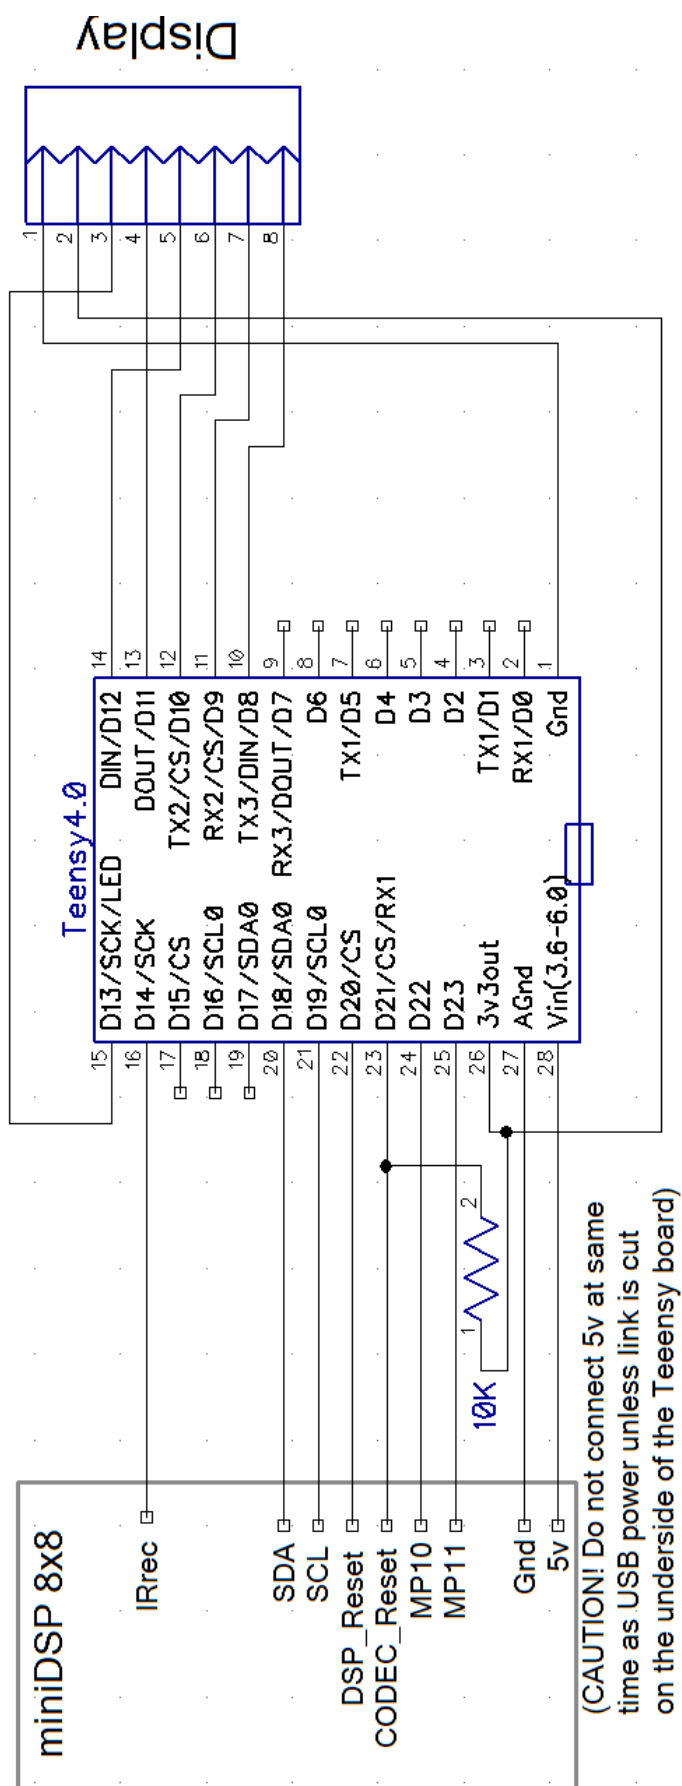 Display
1
2
3
4
5
6
7
8
14
13
12
11
10
9
8
7
6
5
4
3
2
1
DIN/D12
DOUT/D11
TX2/CS/D10
RX2/CS/D9
TX3/DIN/D8
RX3/DOUT/D7
D6
TX1/D5
D4
D3
D2
TX1/D1
RX1/D0
Gnd
Teensy4.0
D13/SCK/LED
D14/SCK
D15/CS
D16/SCL0
D17/SDA0
D18/SDA0
D19/SCL0
D20/CS
D21/CS/RX1
D22
D23
3v3out
AGnd
Vin(3.6-6.0)
15
16
17
18
19
20
21
22
23
24
25
26
27
28
2
1
10K
miniDSP 8x8
IRrec
SDA
SCL
DSP_Reset
CODEC_Reset
MP10
MP11
Gnd
5v
(CAUTION! Do not connect 5v at same
time as USB power unless link is cut
on the underside of the Teeensy board)